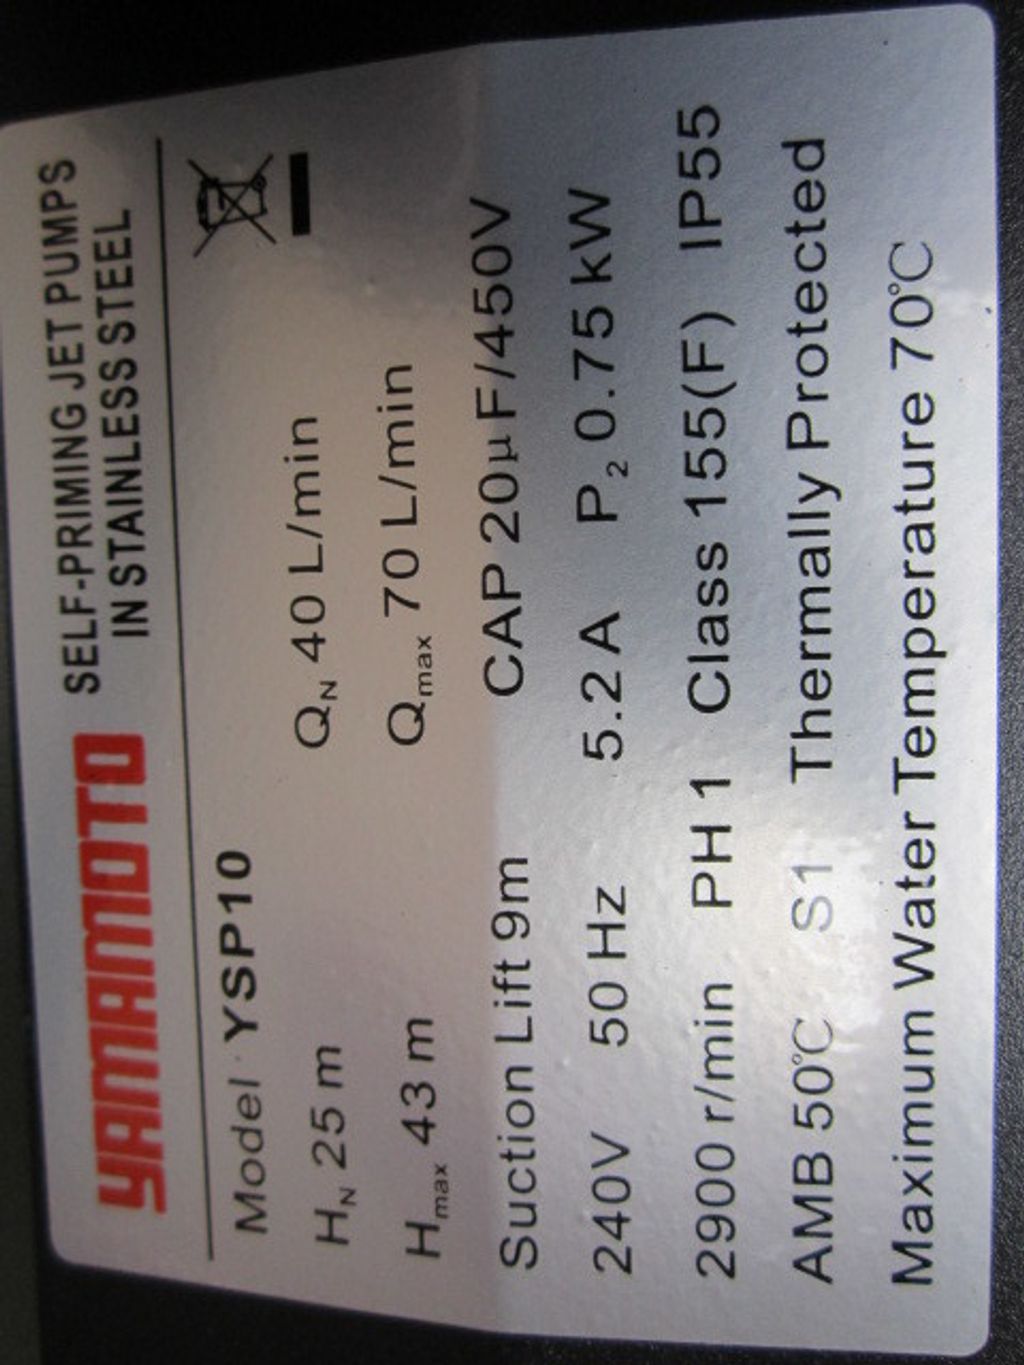 YAMAMOTO SELF-PRIMING JET PUMPS
IN STAINLESS STEEL
Model YSP10
HN 25 m QN 40 L/min
Hmax 43 m Qmax 70 L/min
Suction Lift 9m CAP 20μF/450V
240V 50 Hz 5.2 A P2 0.75 kW
2900 r/min PH 1 Class 155(F) IP55
AMB 50℃ S1 Thermally Protected
Maximum Water Temperature 70℃